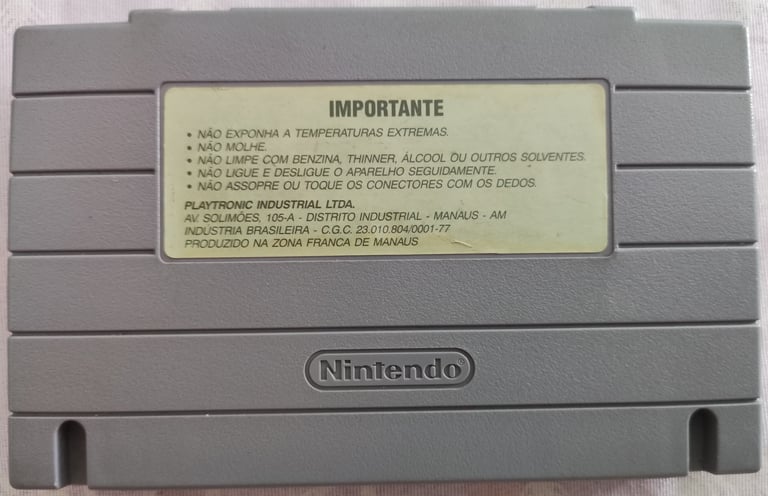 IMPORTANTE
• NÃO EXPONHA A TEMPERATURAS EXTREMAS.
• NÃO MOLHE.
• NÃO LIMPE COM BENZINA, THINNER, ÁLCOOL OU OUTROS SOLVENTES.
• NÃO LIGUE E DESLIGUE O APARELHO SEGUIDAMENTE.
• NÃO ASSOPRE OU TOQUE OS CONECTORES COM OS DEDOS.
PLAYTRONIC INDUSTRIAL LTDA.
AV. SOLIMÕES, 105-A - DISTRITO INDUSTRIAL - MANAUS - AM
INDÚSTRIA BRASILEIRA - C.G.C. 23.010.804/0001-77
PRODUZIDO NA ZONA FRANCA DE MANAUS
Nintendo®